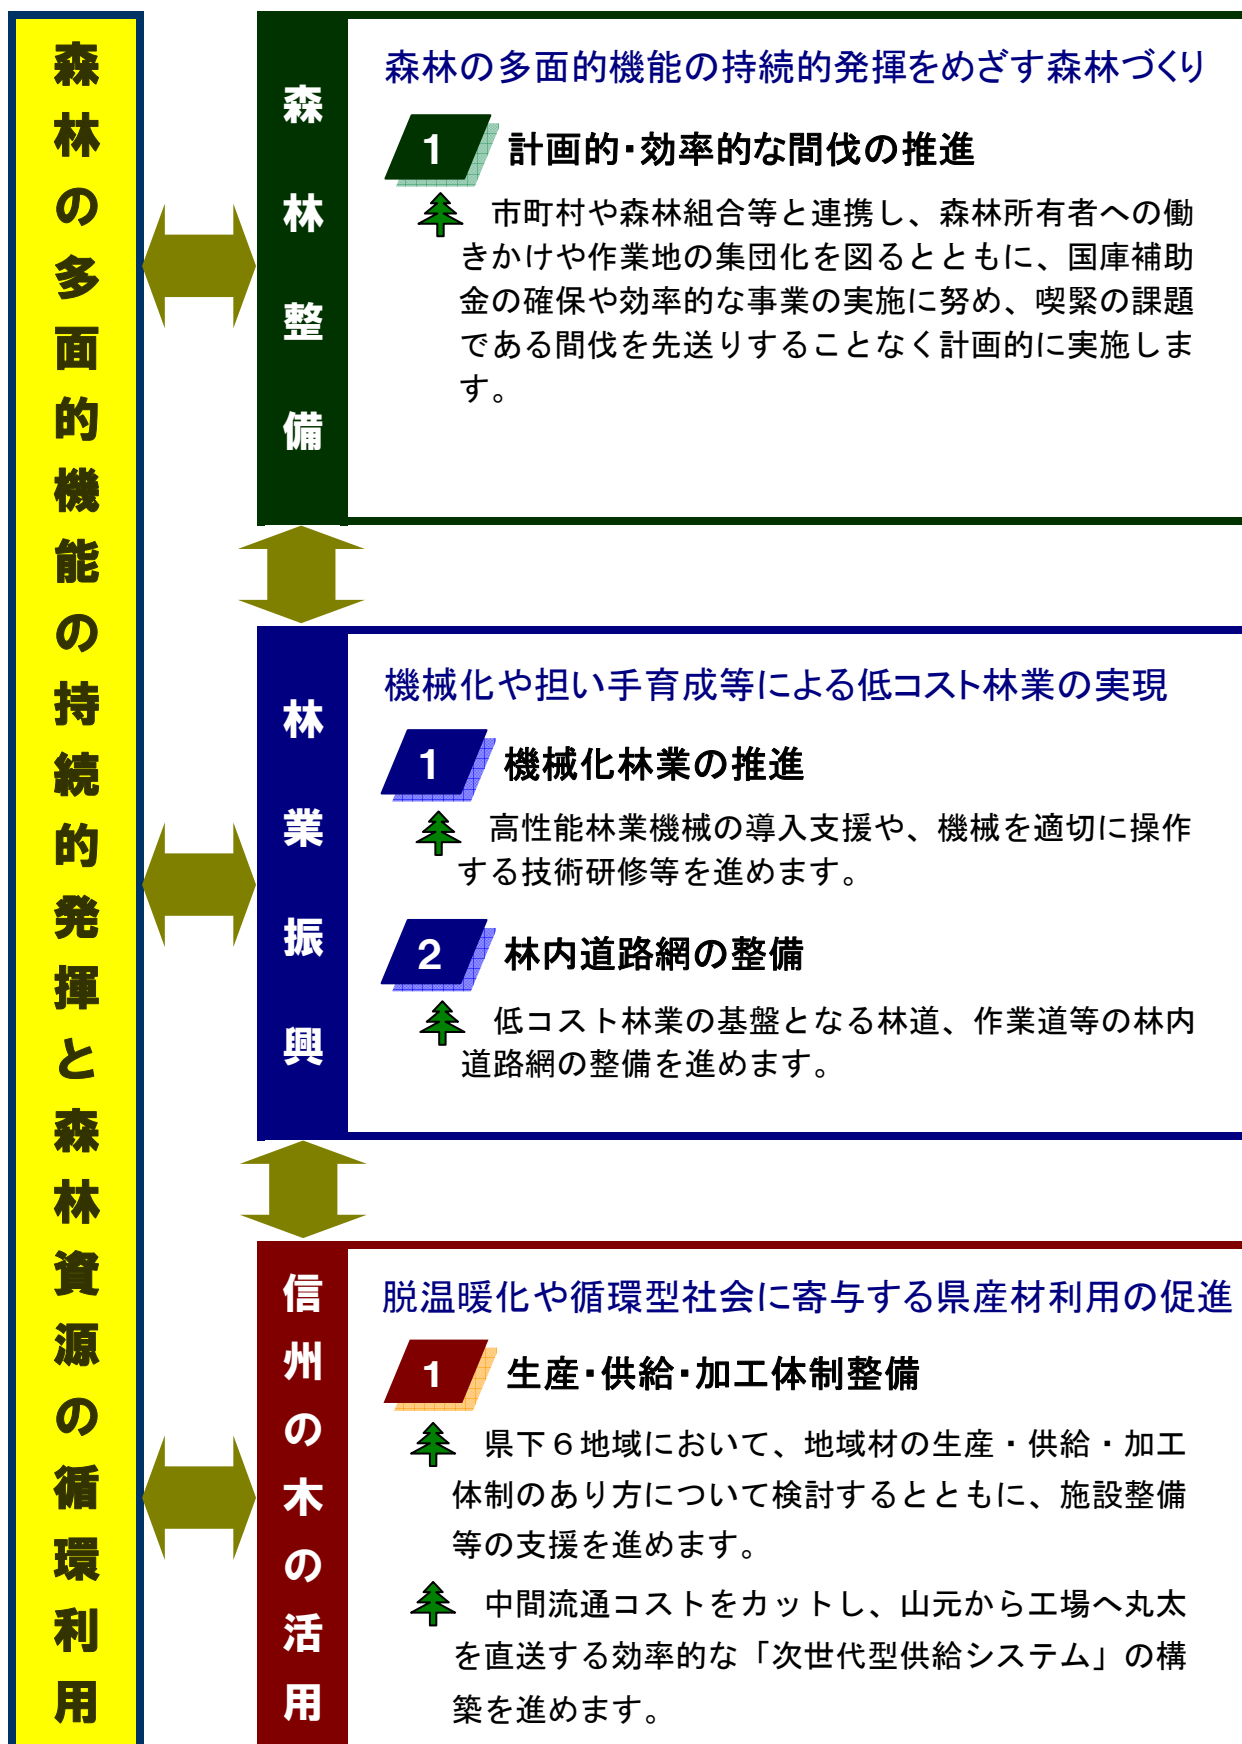 森林の多面的機能の持続的発揮と森林資源の循環利用
森林整備
森林の多面的機能の持続的発揮をめざす森林づくり
1 計画的・効率的な間伐の推進
市町村や森林組合等と連携し、森林所有者への働
きかけや作業地の集団化を図るとともに、国庫補助
金の確保や効率的な事業の実施に努め、喫緊の課題
である間伐を先送りすることなく計画的に実施しま
す。
林業振興
機械化や担い手育成等による低コスト林業の実現
1 機械化林業の推進
高性能林業機械の導入支援や、機械を適切に操作
する技術研修等を進めます。
2 林内道路網の整備
低コスト林業の基盤となる林道、作業道等の林内
道路網の整備を進めます。
信州の木の活用
脱温暖化や循環型社会に寄与する県産材利用の促進
1 生産・供給・加工体制整備
県下６地域において、地域材の生産・供給・加工
体制のあり方について検討するとともに、施設整備
等の支援を進めます。
中間流通コストをカットし、山元から工場へ丸太
を直送する効率的な「次世代型供給システム」の構
築を進めます。